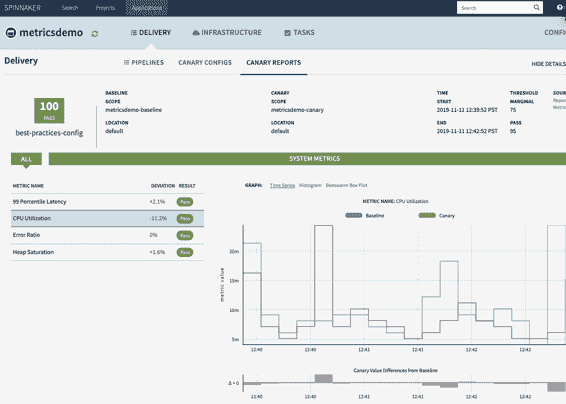 SPINNAKER Search Projects Applications Search
metricsdemo DELIVERY INFRASTRUCTURE TASKS CONFI
Delivery PIPELINES CANARY CONFIGS CANARY REPORTS HIDE DETAILS
BASELINE CANARY TIME THRESHOLD SOUR
SCOPE SCOPE START MARGINAL Repor
100 metricsdemo-baseline metricsdemo-canary 2019-11-11 12:39:52 PST 75 Metric
PASS LOCATION LOCATION END PASS
best-practices-config default default 2019-11-11 12:42:52 PST 95
ALL SYSTEM METRICS
METRIC NAME DEVIATION RESULT GRAPH: Time Series Histogram Beeswarm Box Plot
99 Percentile Latency +2.1% Pass METRIC NAME: CPU Utilization
CPU Utilization -11.2% Pass Baseline Canary
Error Ratio 0% Pass
Heap Saturation +1.6% Pass
metric value
20m
15m
10m
5m
12:40 12:40 12:41 12:41 12:42 12:42
Canary Value Differences from Baseline
Δ = 0
12:40 12:40 12:41 12:41 12:42 12:42